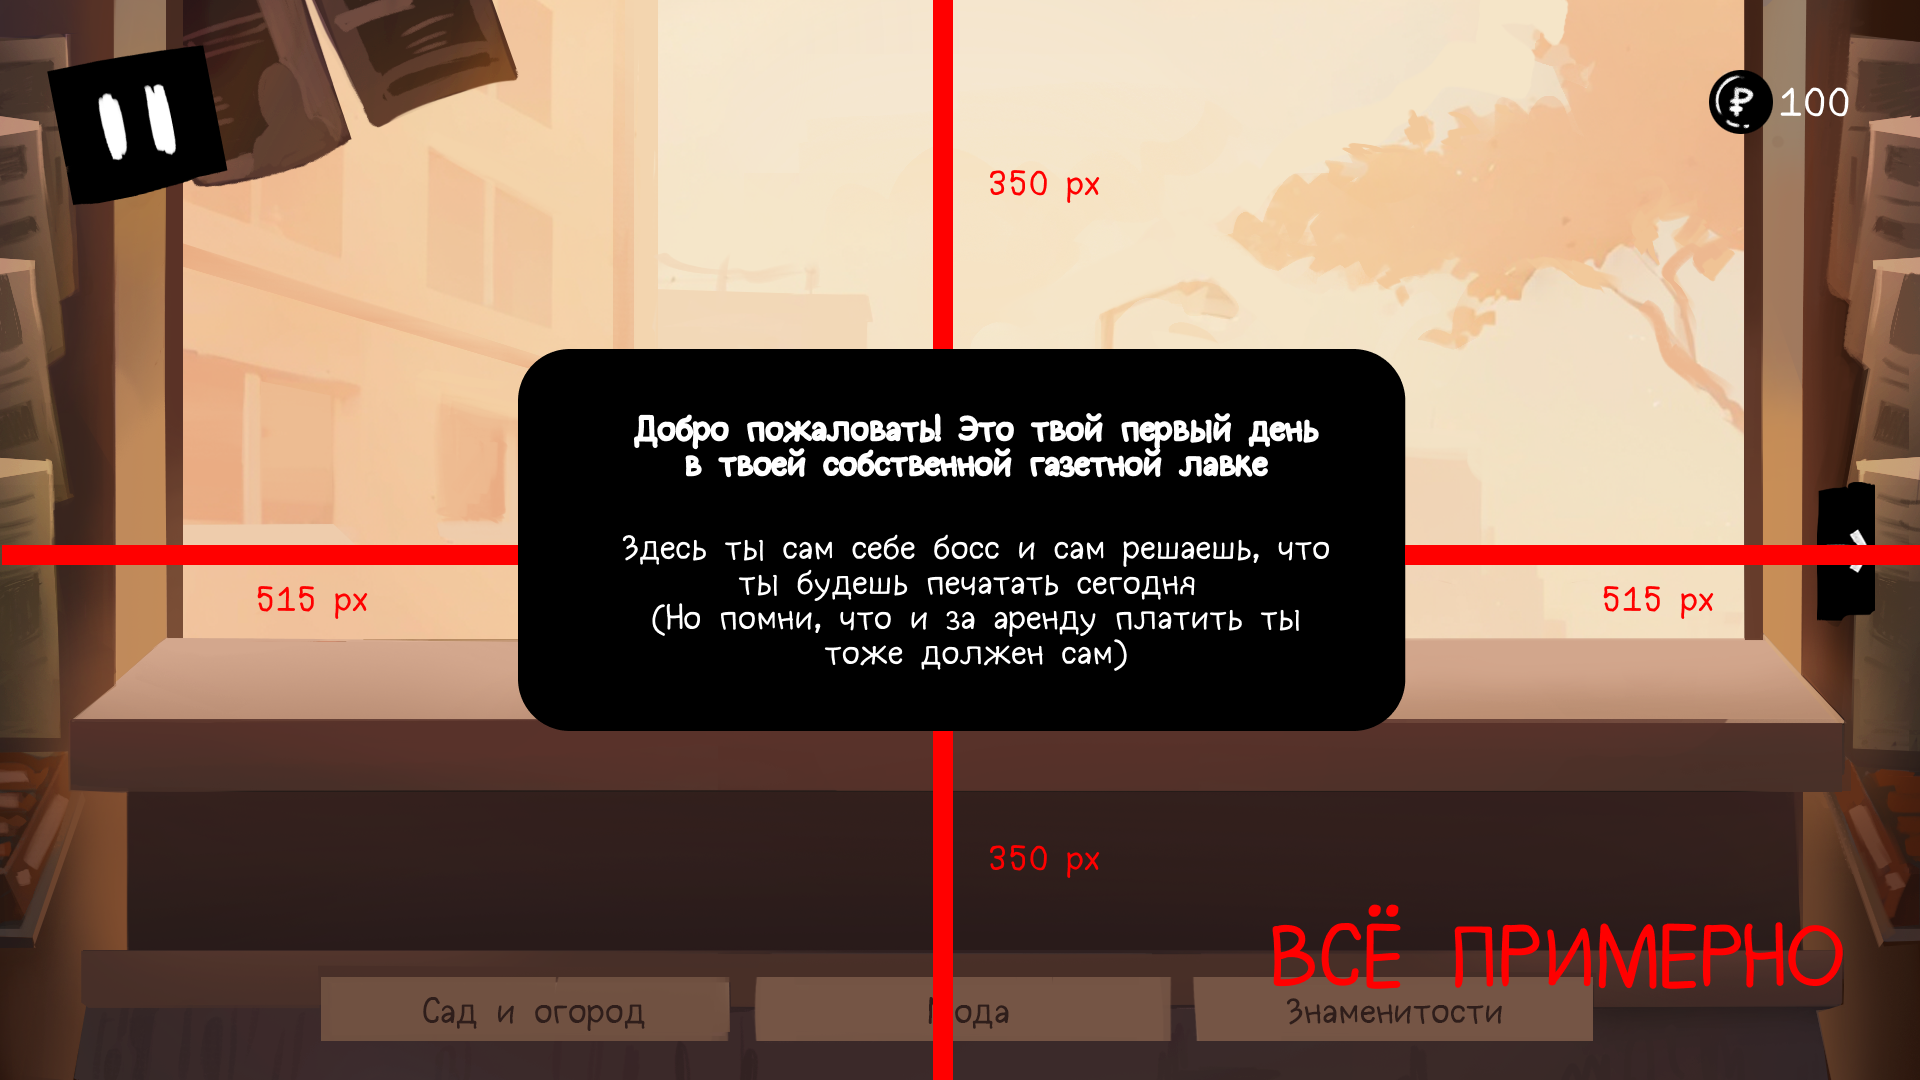 100
350 px
Добро пожаловать! Это твой первый день
в твоей собственной газетной лавке
Здесь ты сам себе босс и сам решаешь, что
ты будешь печатать сегодня
(Но помни, что и за аренду платить ты
тоже должен сам)
515 px
515 px
350 px
ВСЁ ПРИМЕРНО
Сад и огород
Мода
Знаменитости